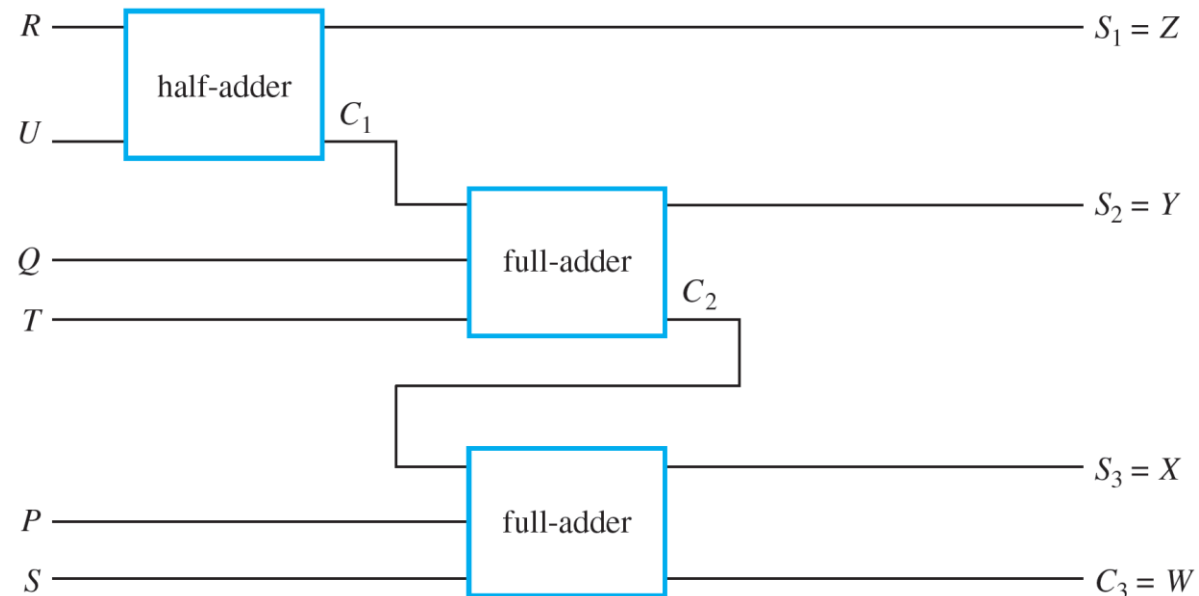 R
S₁ = Z
half-adder
U
C₁
S₂ = Y
Q
full-adder
T
C₂
S₃ = X
P
full-adder
S
C₃ = W